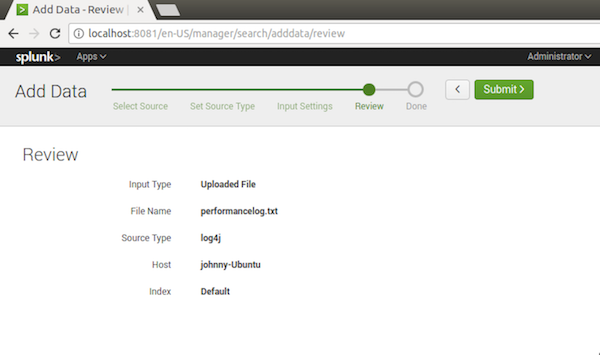 Add Data - Review |
localhost:8081/en-US/manager/search/adddata/review
splunk> Apps Administrator
Add Data < Submit >
Select Source Set Source Type Input Settings Review Done
Review
Input Type Uploaded File
File Name performancelog.txt
Source Type log4j
Host johnny-Ubuntu
Index Default